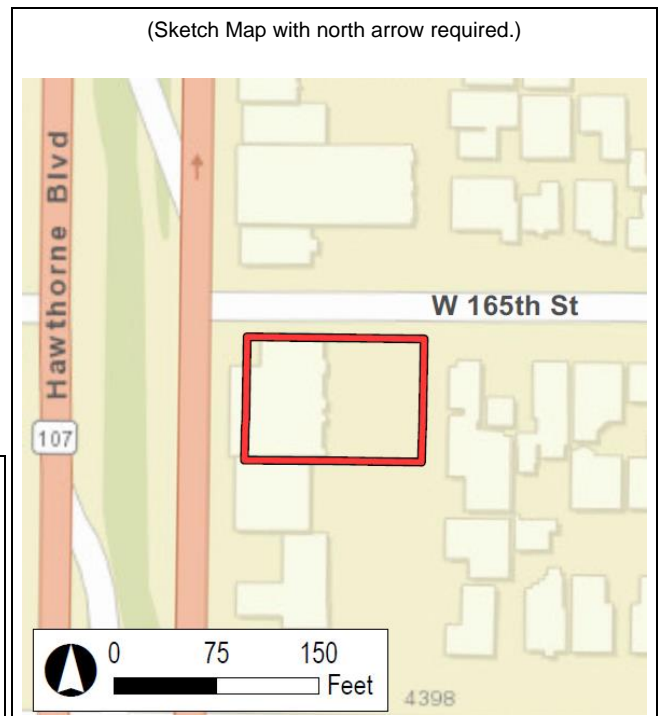 (Sketch Map with north arrow required.)
Hawthorne Blvd
W 165th St
107
0 75 150
Feet
4398